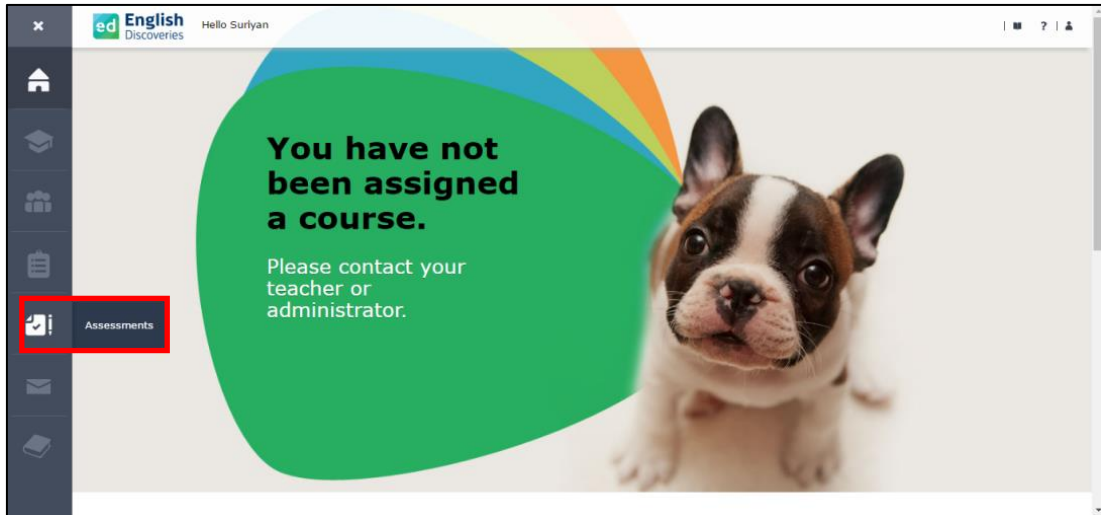 ed English
Discoveries
Hello Suriyan
?
You have not
been assigned
a course.
Please contact your
teacher or
administrator.
Assessments